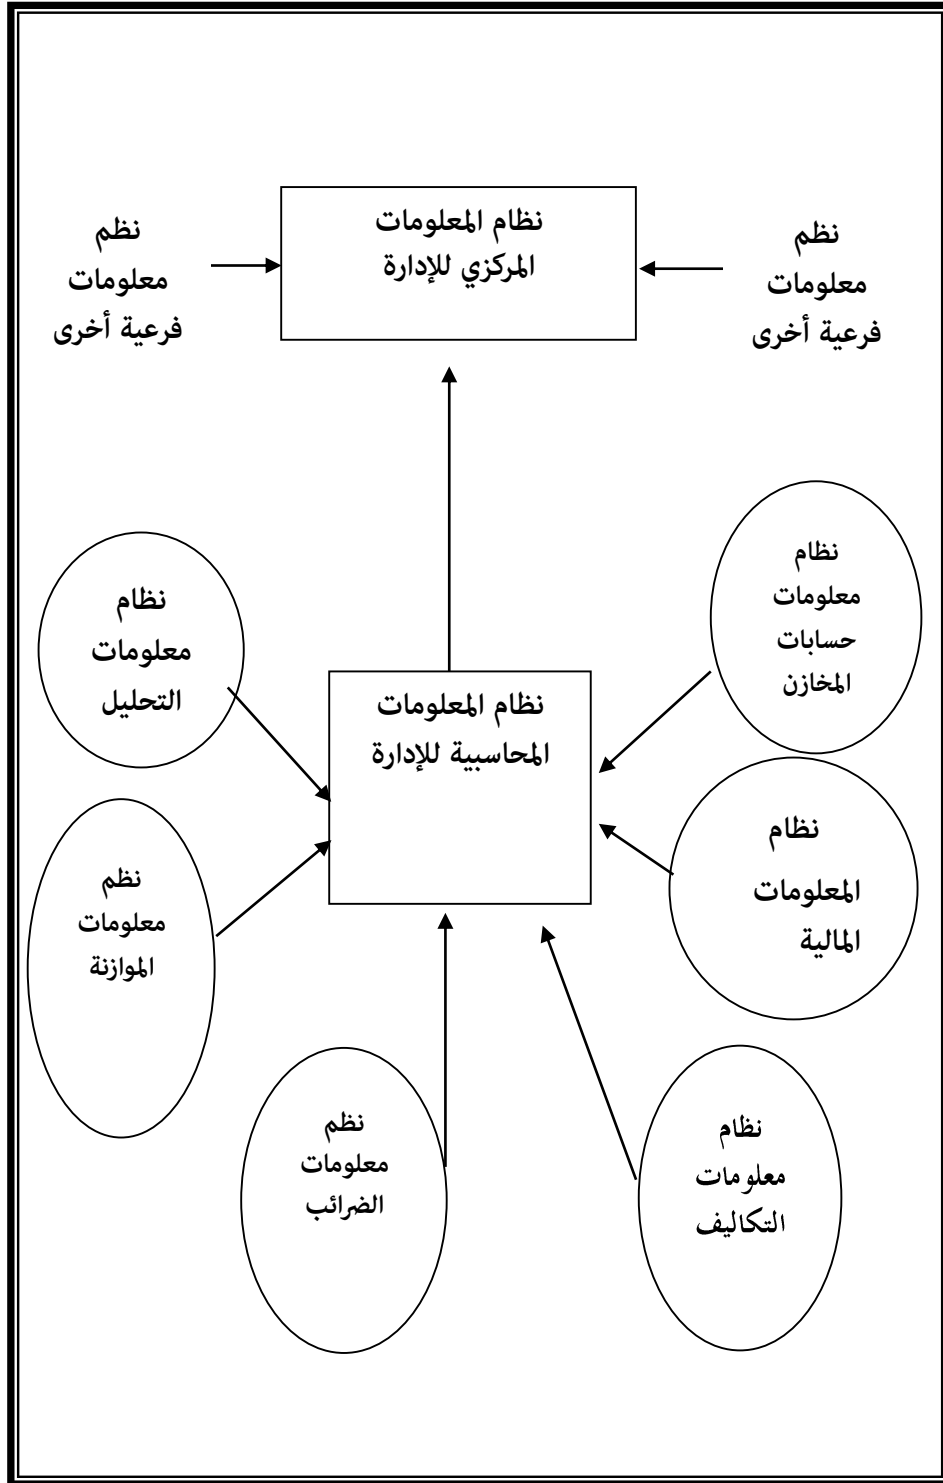 نظام المعلومات
المركزي للإدارة
نظم
معلومات
فرعية أخرى
نظم
معلومات
فرعية أخرى
نظام
معلومات
حسابات
المخازن
نظام
معلومات
التحليل
نظام المعلومات
المحاسبية للإدارة
نظام
المعلومات
المالية
نظم
معلومات
الموازنة
نظام
معلومات
التكاليف
نظم
معلومات
الضرائب